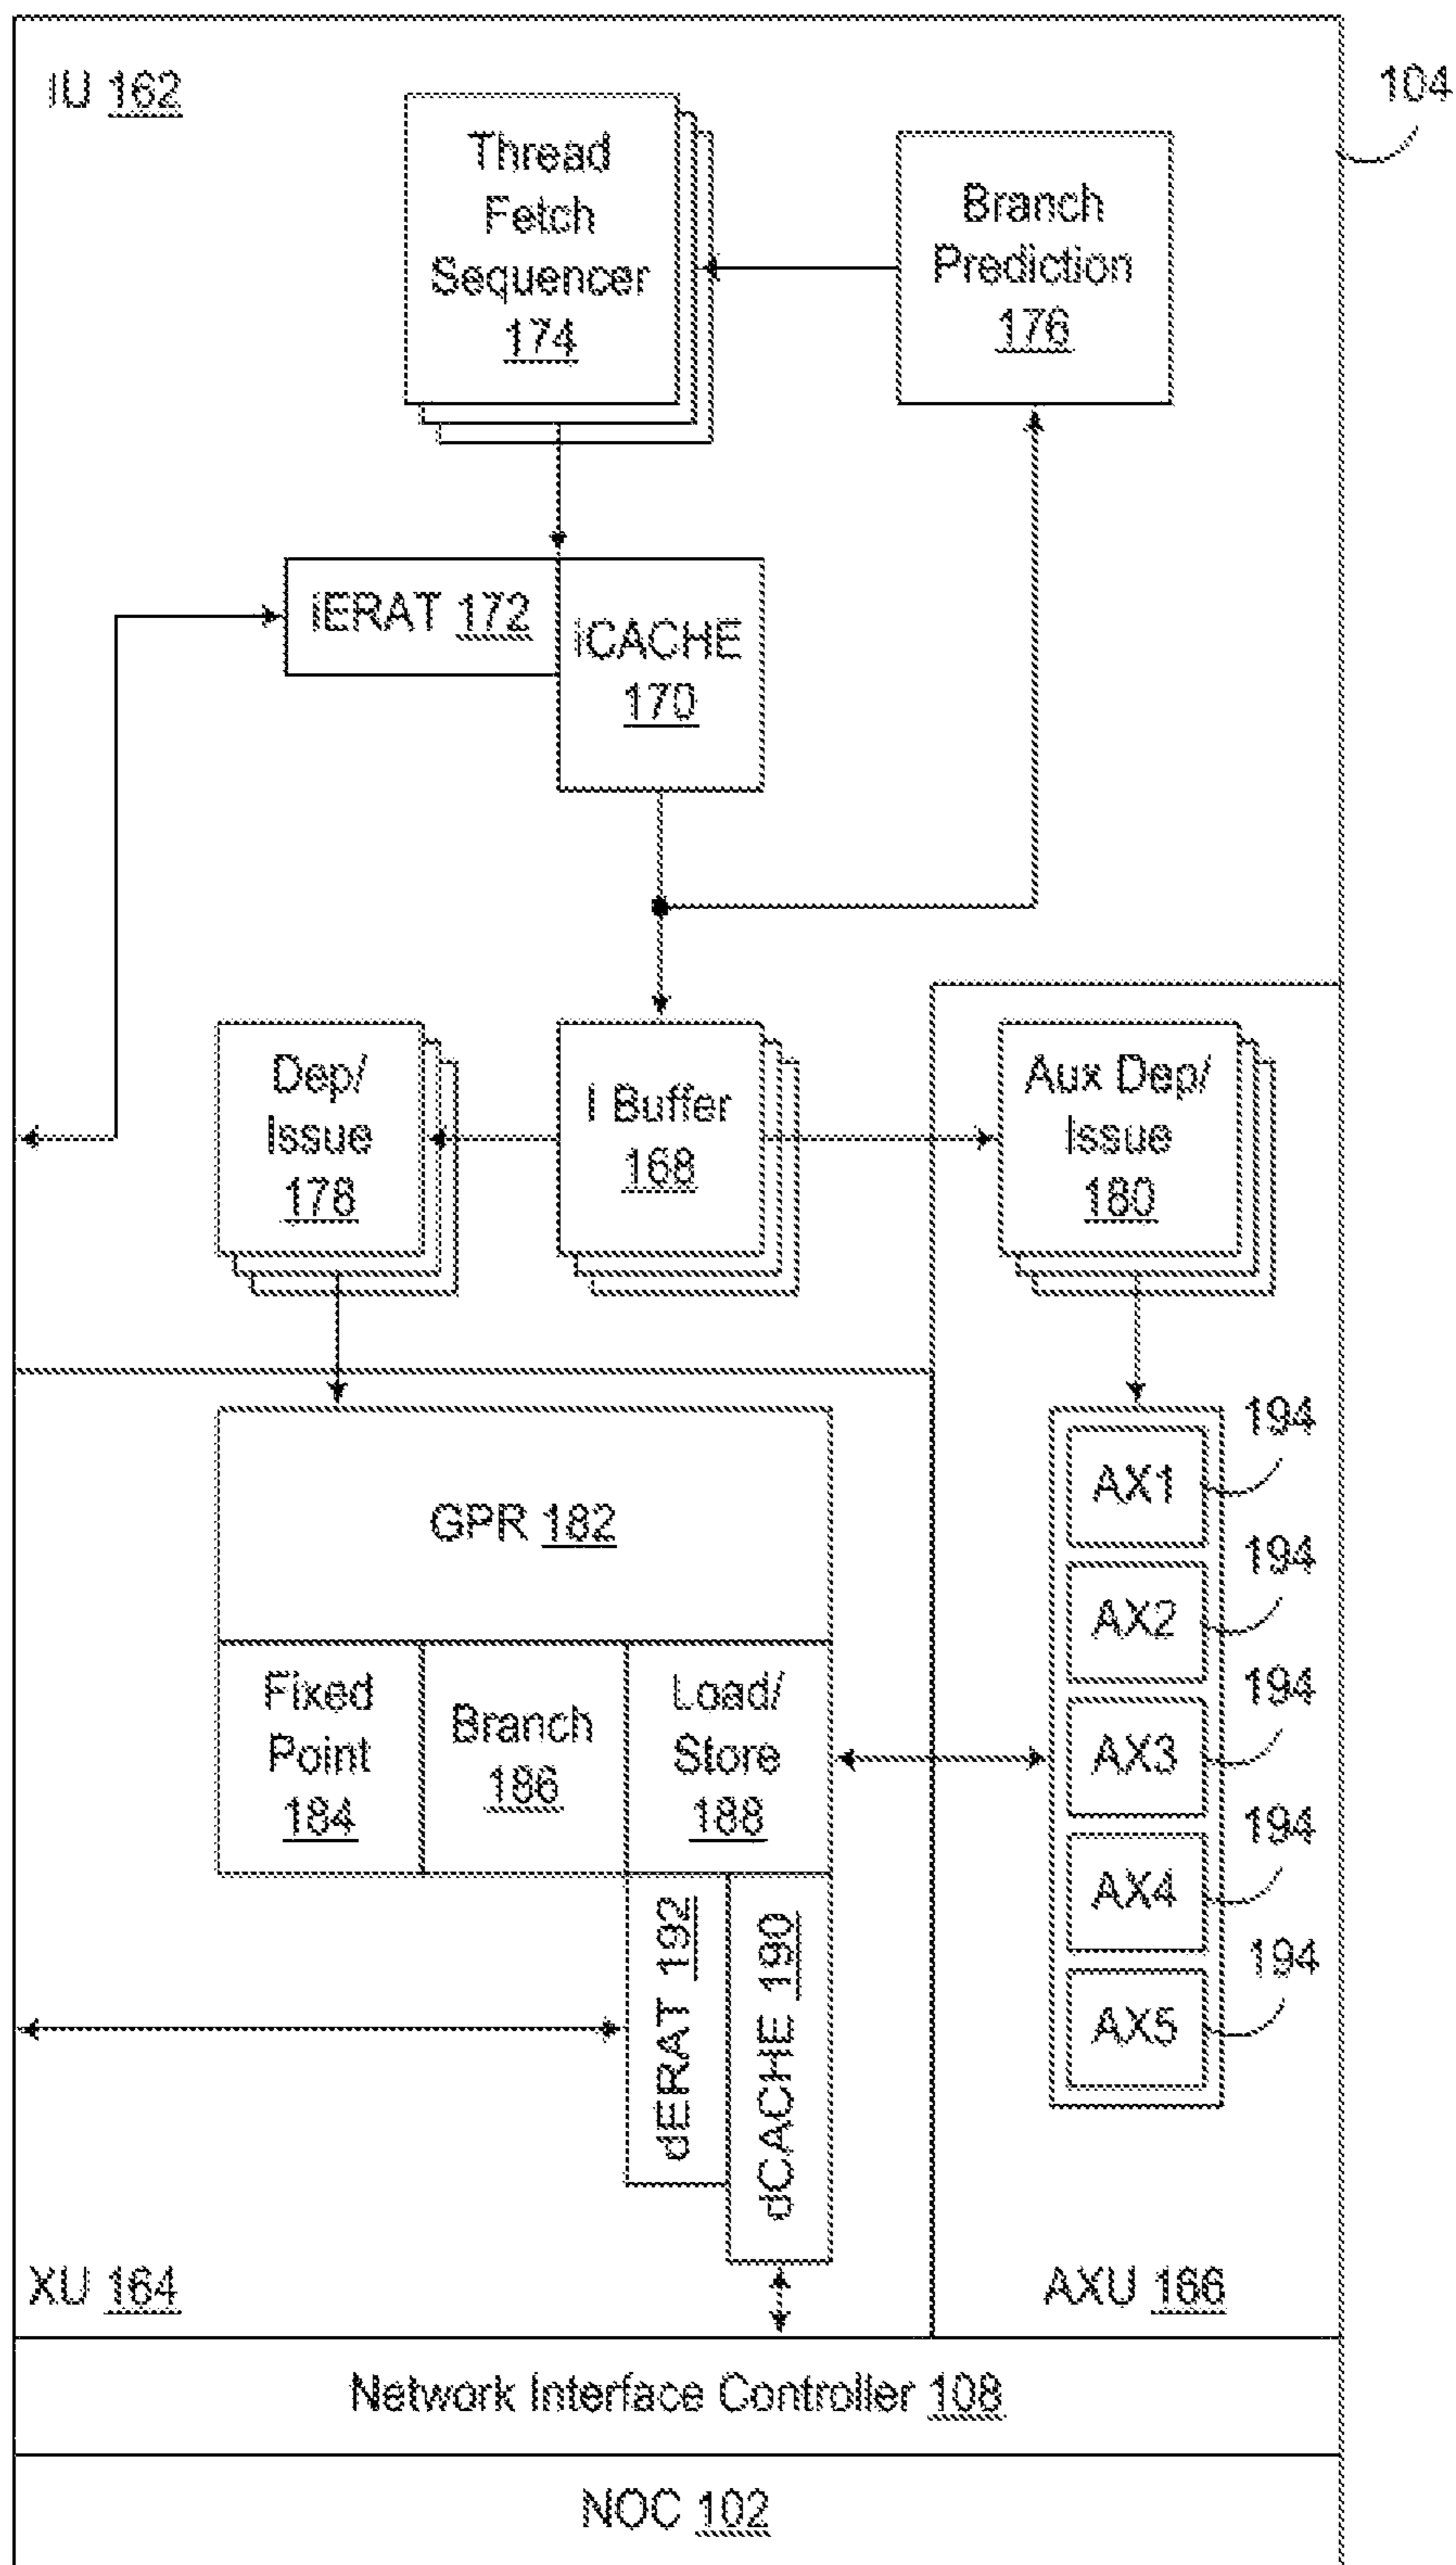 IU 162
104
Thread
Fetch
Sequencer
174
Branch
Prediction
176
iERAT 172
iCACHE
170
Dep/
Issue
178
I Buffer
168
Aux Dep/
Issue
180
GPR 182
Fixed
Point
184
Branch
186
Load/
Store
188
dERAT 192
dCACHE 190
AX1
194
AX2
194
AX3
194
AX4
194
AX5
194
XU 164
AXU 166
Network Interface Controller 108
NOC 102